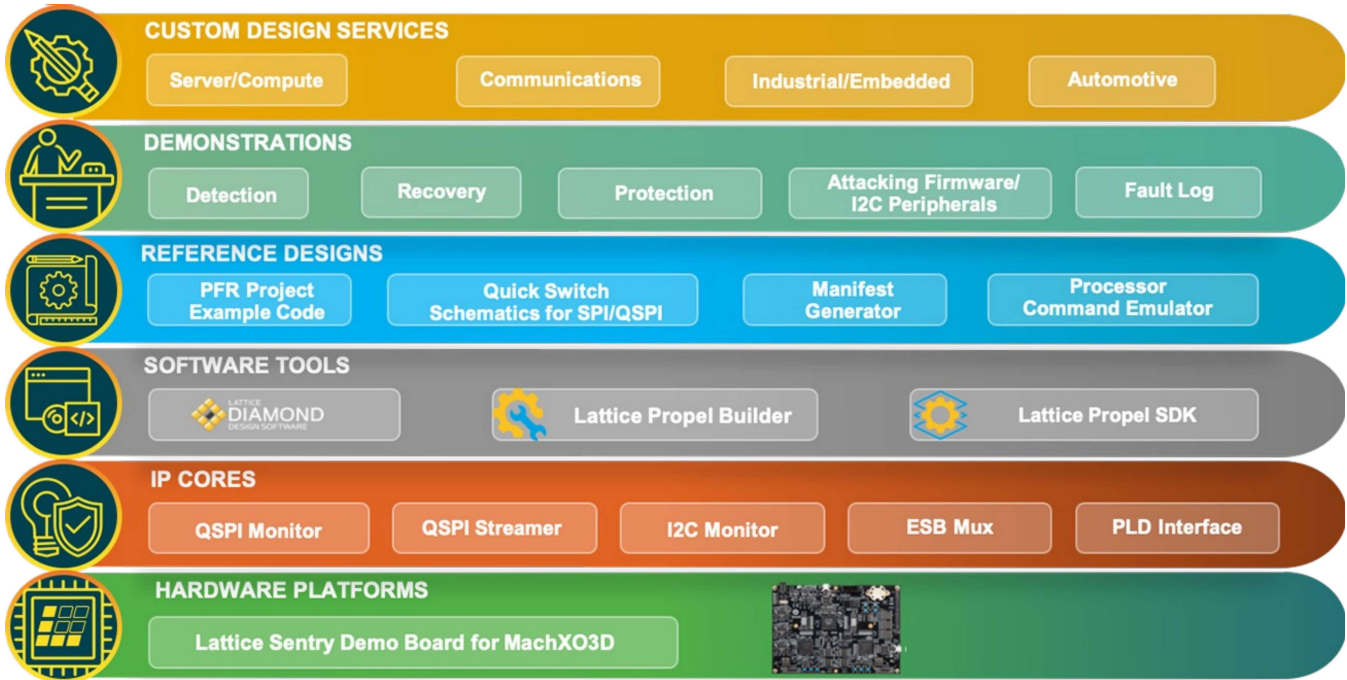 CUSTOM DESIGN SERVICES
Server/Compute
Communications
Industrial/Embedded
Automotive
DEMONSTRATIONS
Detection
Recovery
Protection
Attacking Firmware/
I2C Peripherals
Fault Log
REFERENCE DESIGNS
PFR Project
Example Code
Quick Switch
Schematics for SPI/QSPI
Manifest
Generator
Processor
Command Emulator
SOFTWARE TOOLS
LATTICE
DIAMOND
DESIGN SOFTWARE
Lattice Propel Builder
Lattice Propel SDK
IP CORES
QSPI Monitor
QSPI Streamer
I2C Monitor
ESB Mux
PLD Interface
HARDWARE PLATFORMS
Lattice Sentry Demo Board for MachXO3D